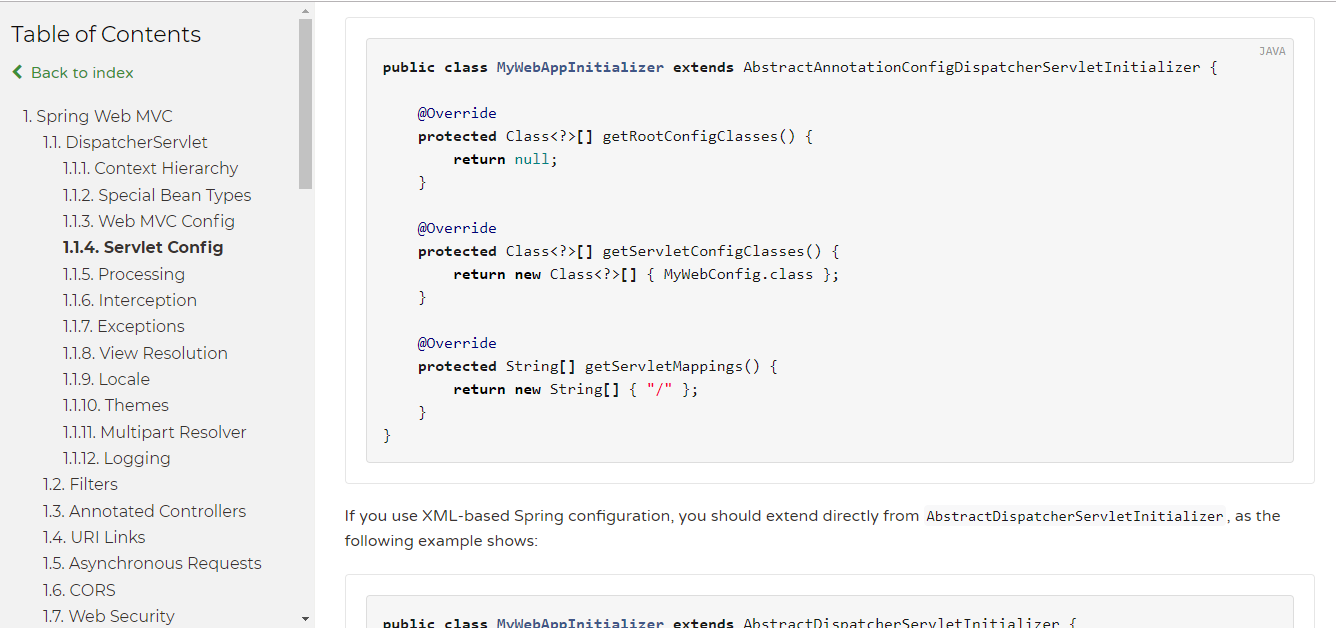 Table of Contents
Back to index
1. Spring Web MVC
1.1. DispatcherServlet
1.1.1. Context Hierarchy
1.1.2. Special Bean Types
1.1.3. Web MVC Config
1.1.4. Servlet Config
1.1.5. Processing
1.1.6. Interception
1.1.7. Exceptions
1.1.8. View Resolution
1.1.9. Locale
1.1.10. Themes
1.1.11. Multipart Resolver
1.1.12. Logging
1.2. Filters
1.3. Annotated Controllers
1.4. URI Links
1.5. Asynchronous Requests
1.6. CORS
1.7. Web Security
JAVA
public class MyWebAppInitializer extends AbstractAnnotationConfigDispatcherServletInitializer {
@Override
protected Class<?>[] getRootConfigClasses() {
return null;
}
@Override
protected Class<?>[] getServletConfigClasses() {
return new Class<?>[] { MyWebConfig.class };
}
@Override
protected String[] getServletMappings() {
return new String[] { "/" };
}
}
If you use XML-based Spring configuration, you should extend directly from AbstractDispatcherServletInitializer, as the
following example shows:
public class MyWebAppInitializer extends AbstractDispatcherServletInitializer {